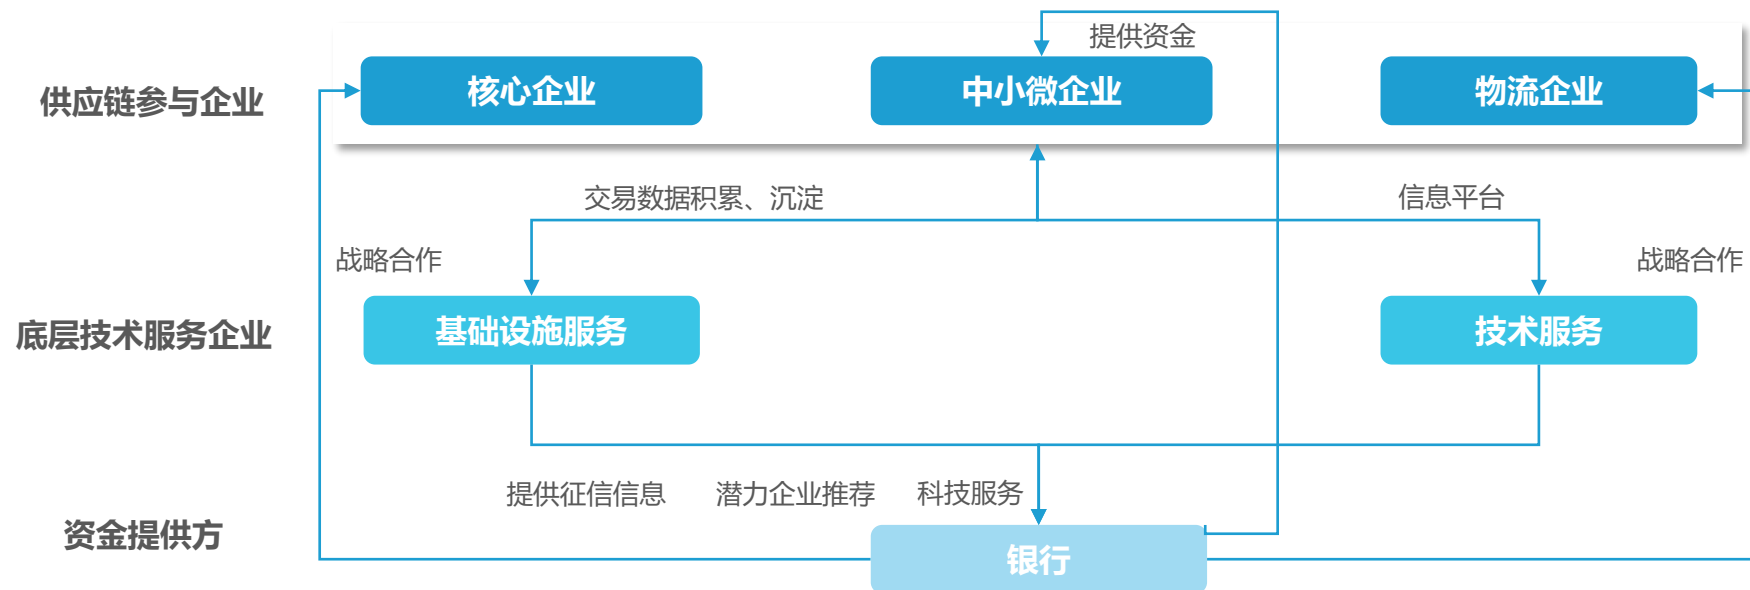 提供资金
供应链参与企业
核心企业
中小微企业
物流企业
交易数据积累、沉淀
信息平台
战略合作
战略合作
底层技术服务企业
基础设施服务
技术服务
提供征信信息
潜力企业推荐
科技服务
资金提供方
银行